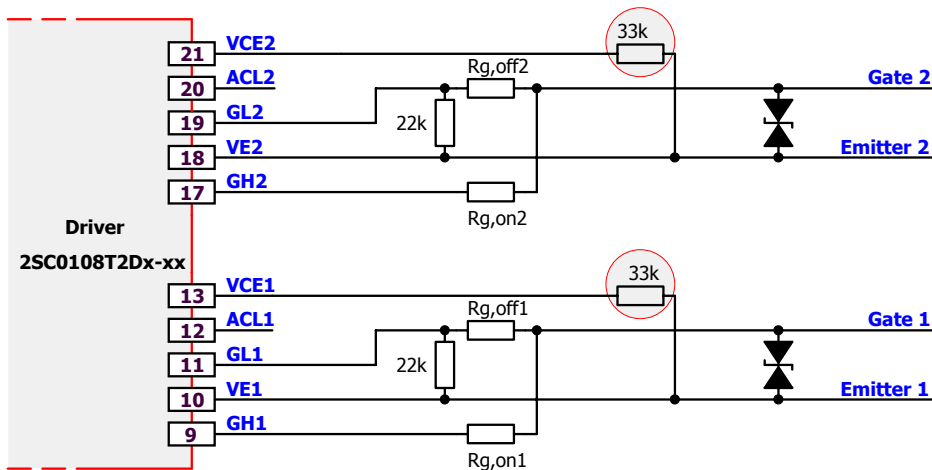 33k
21 VCE2
Rg,off2
20 ACL2
Gate 2
19 GL2
22k
18 VE2
Emitter 2
17 GH2
Rg,on2
Driver
2SC0108T2Dx-xx
33k
13 VCE1
Rg,off1
12 ACL1
Gate 1
11 GL1
22k
10 VE1
Emitter 1
9 GH1
Rg,on1